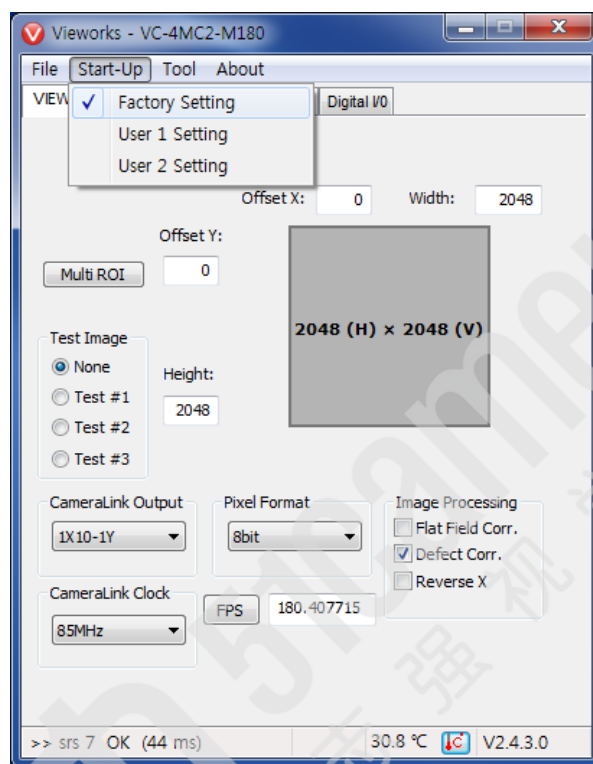 Vieworks - VC-4MC2-M180
File Start-Up Tool About
VIEW Digital I/O
Factory Setting
User 1 Setting
User 2 Setting
Offset X: 0 Width: 2048
Offset Y:
Multi ROI 0
2048 (H) × 2048 (V)
Test Image
None
Test #1
Test #2
Test #3
Height:
2048
CameraLink Output
1X10-1Y
Pixel Format
8bit
Image Processing
Flat Field Corr.
Defect Corr.
Reverse X
CameraLink Clock
85MHz
FPS 180.407715
>> srs 7 OK (44 ms) 30.8 ℃ V2.4.3.0